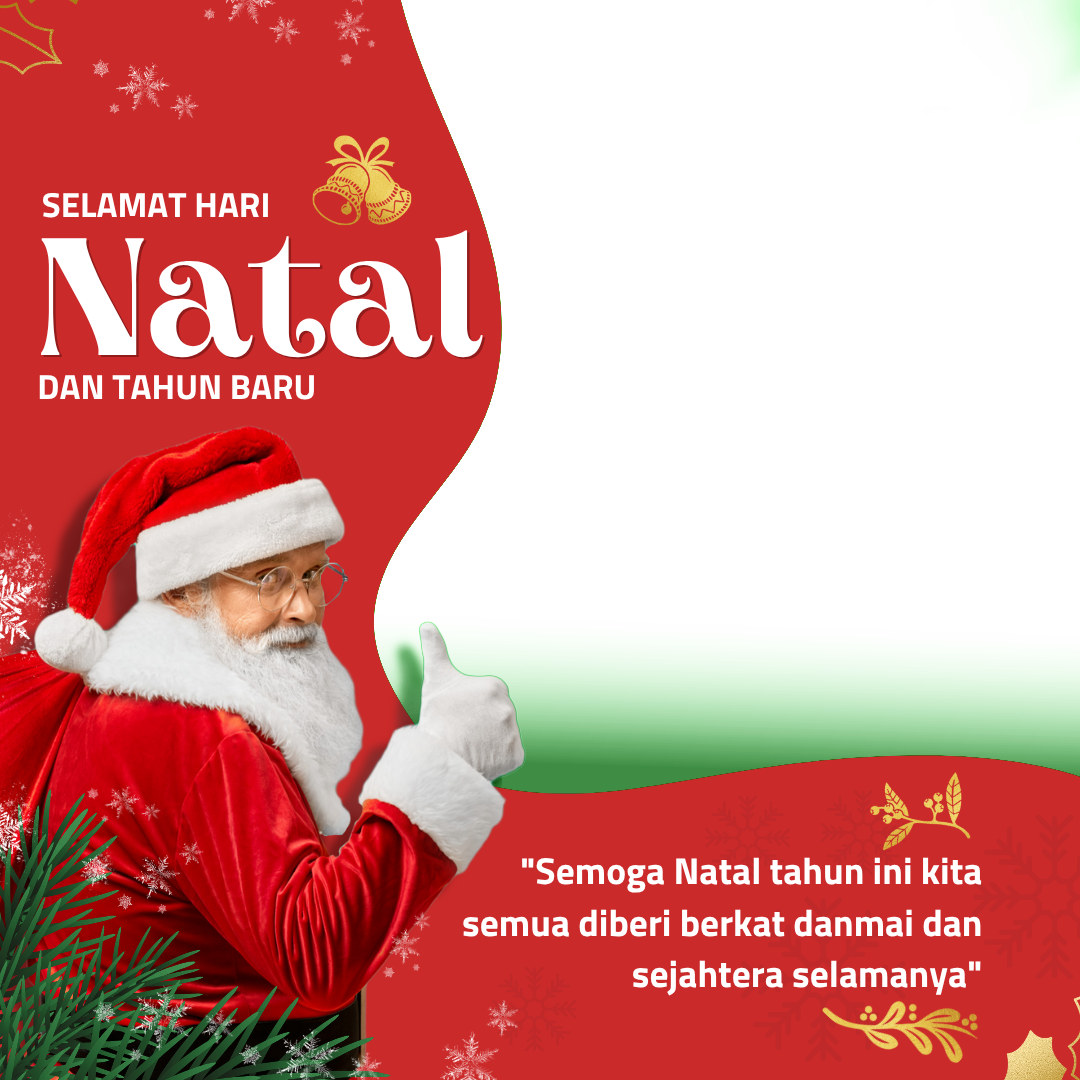 SELAMAT HARI
Natal
DAN TAHUN BARU
"Semoga Natal tahun ini kita
semua diberi berkat danmai dan
sejahtera selamanya"